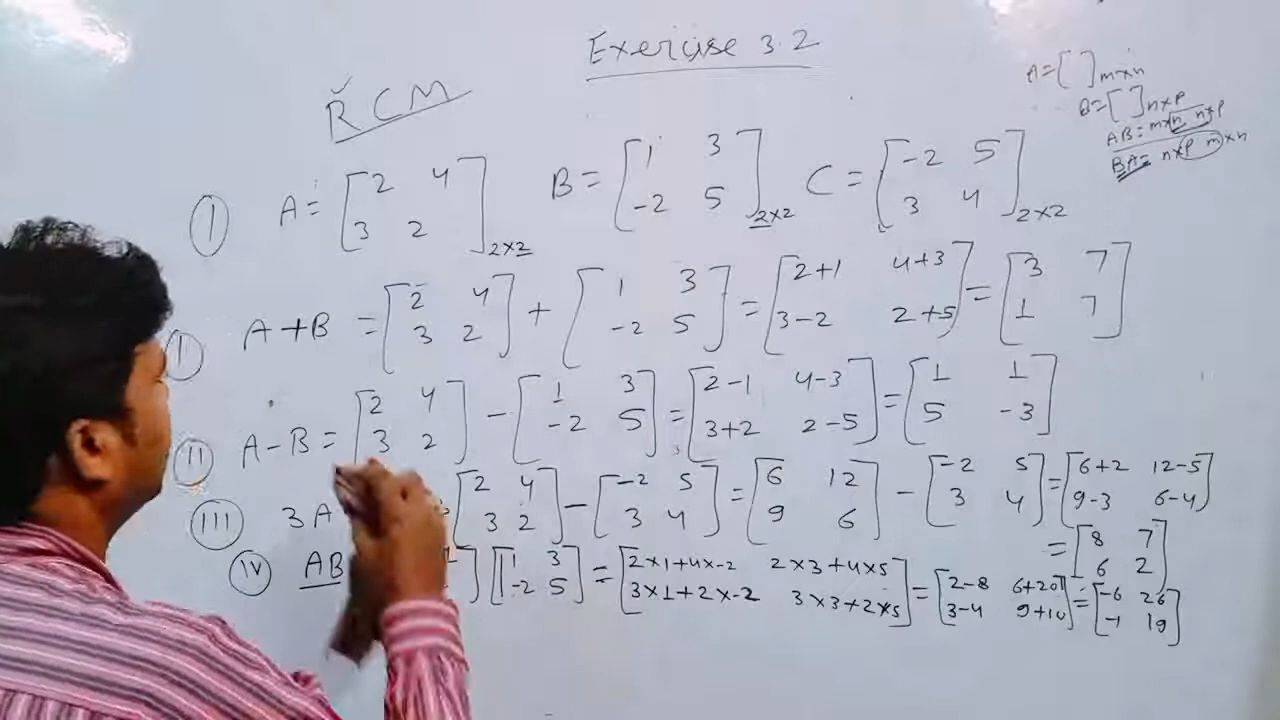 Exercise 3.2
RCM
A = [ ] m×n
B = [ ] n×p
AB = m×n n×p
BA = n×p m×n
① A = [2 4 3 2] 2×2 B = [1 3 -2 5] 2×2 C = [-2 5 3 4] 2×2
I A+B = [2 4 3 2] + [1 3 -2 5] = [2+1 4+3 3-2 2+5] = [3 7 1 7]
II A-B = [2 4 3 2] - [1 3 -2 5] = [2-1 4-3 3+2 2-5] = [1 1 5 -3]
III 3A [2 4 3 2] - [-2 5 3 4] = [6 12 9 6] - [-2 5 3 4] = [6+2 12-5 9-3 6-4]
= [8 7 6 2]
IV AB [1 3 -2 5] = [2×1+4×-2 2×3+4×5 3×1+2×-2 3×3+2×5] = [2-8 6+20 3-4 9+10] = [-6 26 -1 19]